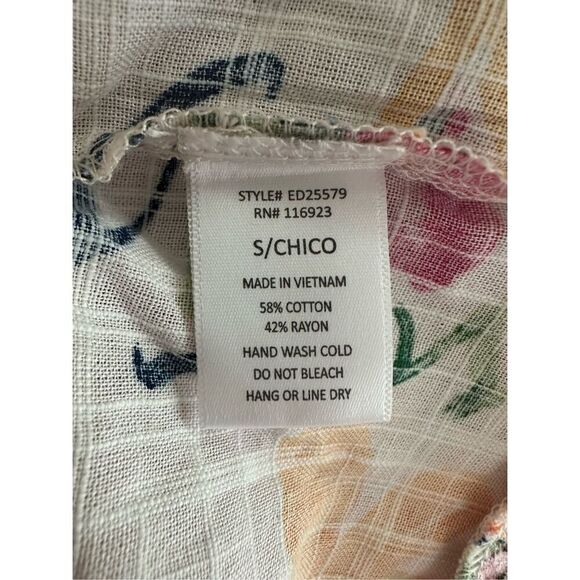 STYLE# ED25579
RN# 116923
S/CHICO
MADE IN VIETNAM
58% COTTON
42% RAYON
HAND WASH COLD
DO NOT BLEACH
HANG OR LINE DRY